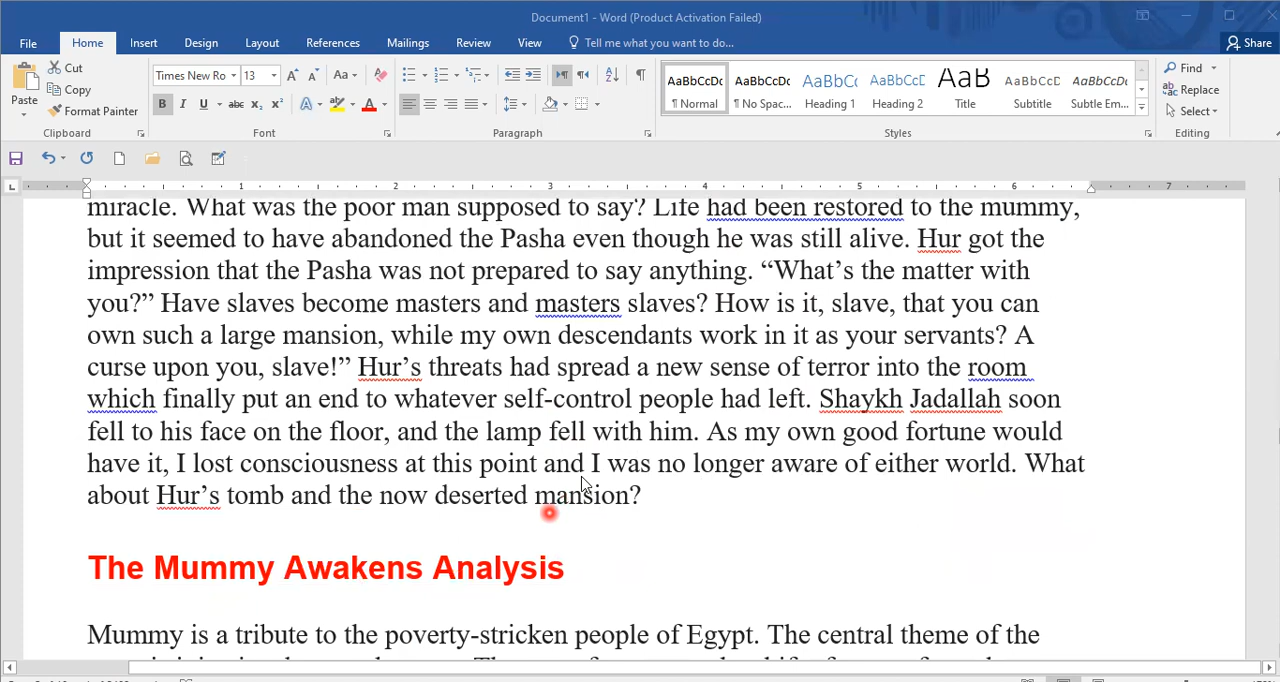 Document1 - Word (Product Activation Failed)
File Home Insert Design Layout References Mailings Review View Tell me what you want to do... Share
Paste Cut Copy Format Painter
Times New Ro 13
AaBbCcDc AaBbCcDc AaBbCc AaBbCcC AaB AaBbCcC AaBbCcDc
¶ Normal ¶ No Spac... Heading 1 Heading 2 Title Subtitle Subtle Em...
Find
Replace
Select
Clipboard Font Paragraph Styles Editing
1 2 3 4 5 6 7
miracle. What was the poor man supposed to say? Life had been restored to the mummy,
but it seemed to have abandoned the Pasha even though he was still alive. Hur got the
impression that the Pasha was not prepared to say anything. “What’s the matter with
you?” Have slaves become masters and masters slaves? How is it, slave, that you can
own such a large mansion, while my own descendants work in it as your servants? A
curse upon you, slave!” Hur’s threats had spread a new sense of terror into the room
which finally put an end to whatever self-control people had left. Shaykh Jadallah soon
fell to his face on the floor, and the lamp fell with him. As my own good fortune would
have it, I lost consciousness at this point and I was no longer aware of either world. What
about Hur’s tomb and the now deserted mansion?
The Mummy Awakens Analysis
Mummy is a tribute to the poverty-stricken people of Egypt. The central theme of the